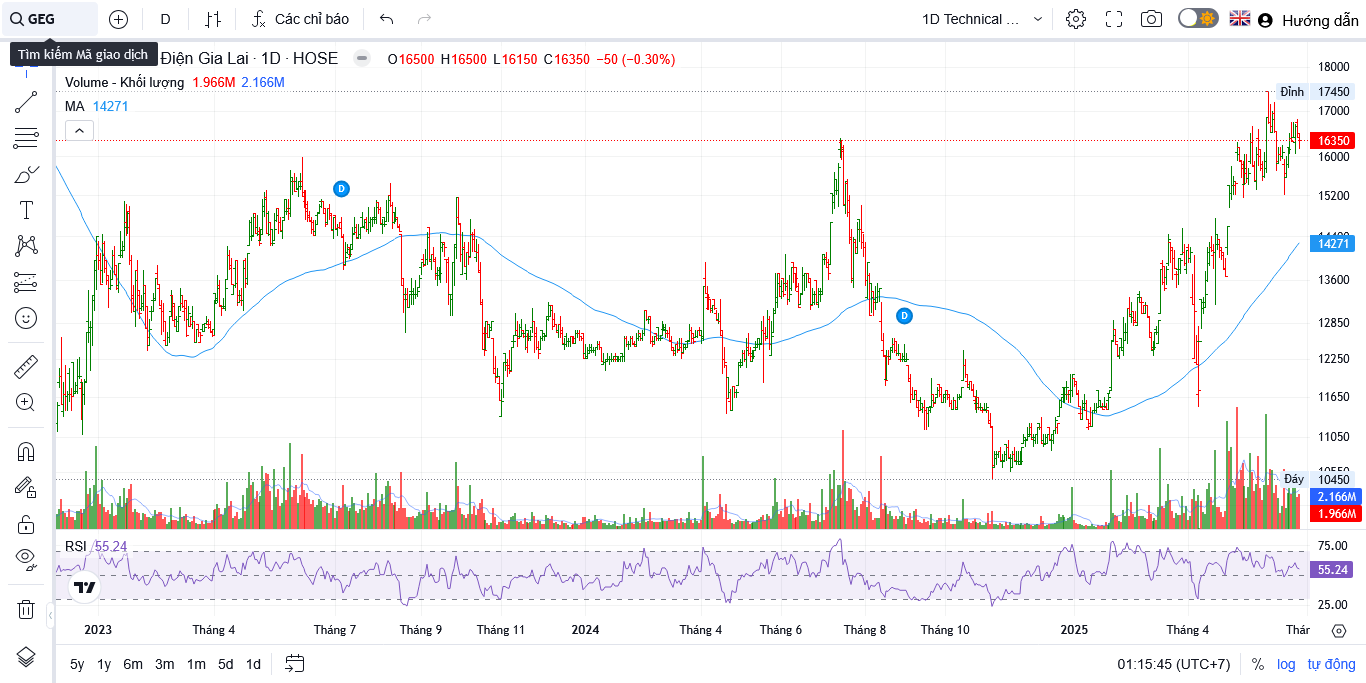 GEG
D
Các chỉ báo
1D Technical ...
Hướng dẫn
Tìm kiếm Mã giao dịch
Điện Gia Lai · 1D · HOSE
O16500 H16500 L16150 C16350 −50 (−0.30%)
Volume - Khối lượng 1.966M 2.166M
MA 14271
18000
Đỉnh 17450
17000
16350
16000
15200
D
14400
14271
13600
D
12850
12250
11650
11050
10550
Đáy 10450
2.166M
1.966M
RSI 55.24
75.00
55.24
25.00
2023 Tháng 4 Tháng 7 Tháng 9 Tháng 11 2024 Tháng 4 Tháng 6 Tháng 8 Tháng 10 2025 Tháng 4 Thár
5y 1y 6m 3m 1m 5d 1d
01:15:45 (UTC+7) % log tự động